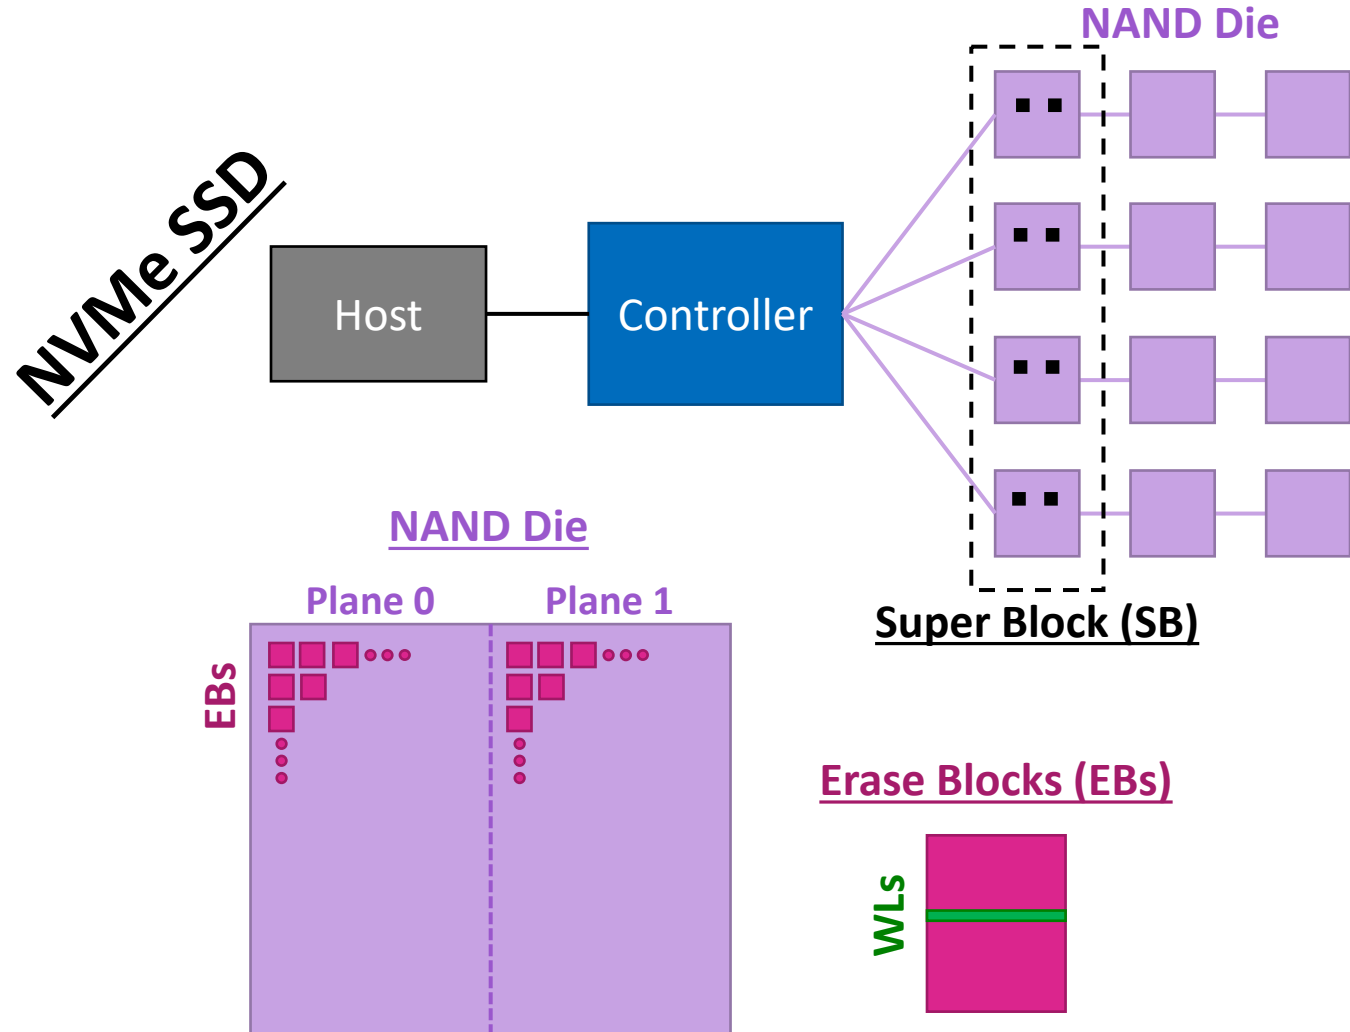 NAND Die
NVMe SSD
Host
Controller
Super Block (SB)
NAND Die
Plane 0
Plane 1
EBs
Erase Blocks (EBs)
WLs